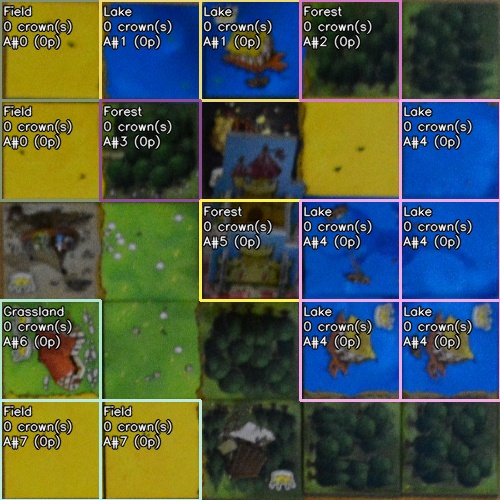 Field
0 crown(s)
A#0 (0p)
Lake
0 crown(s)
A#1 (0p)
Lake
0 crown(s)
A#1 (0p)
Forest
0 crown(s)
A#2 (0p)
Field
0 crown(s)
A#0 (0p)
Forest
0 crown(s)
A#3 (0p)
Lake
0 crown(s)
A#4 (0p)
Forest
0 crown(s)
A#5 (0p)
Lake
0 crown(s)
A#4 (0p)
Lake
0 crown(s)
A#4 (0p)
Grassland
0 crown(s)
A#6 (0p)
Lake
0 crown(s)
A#4 (0p)
Lake
0 crown(s)
A#4 (0p)
Field
0 crown(s)
A#7 (0p)
Field
0 crown(s)
A#7 (0p)